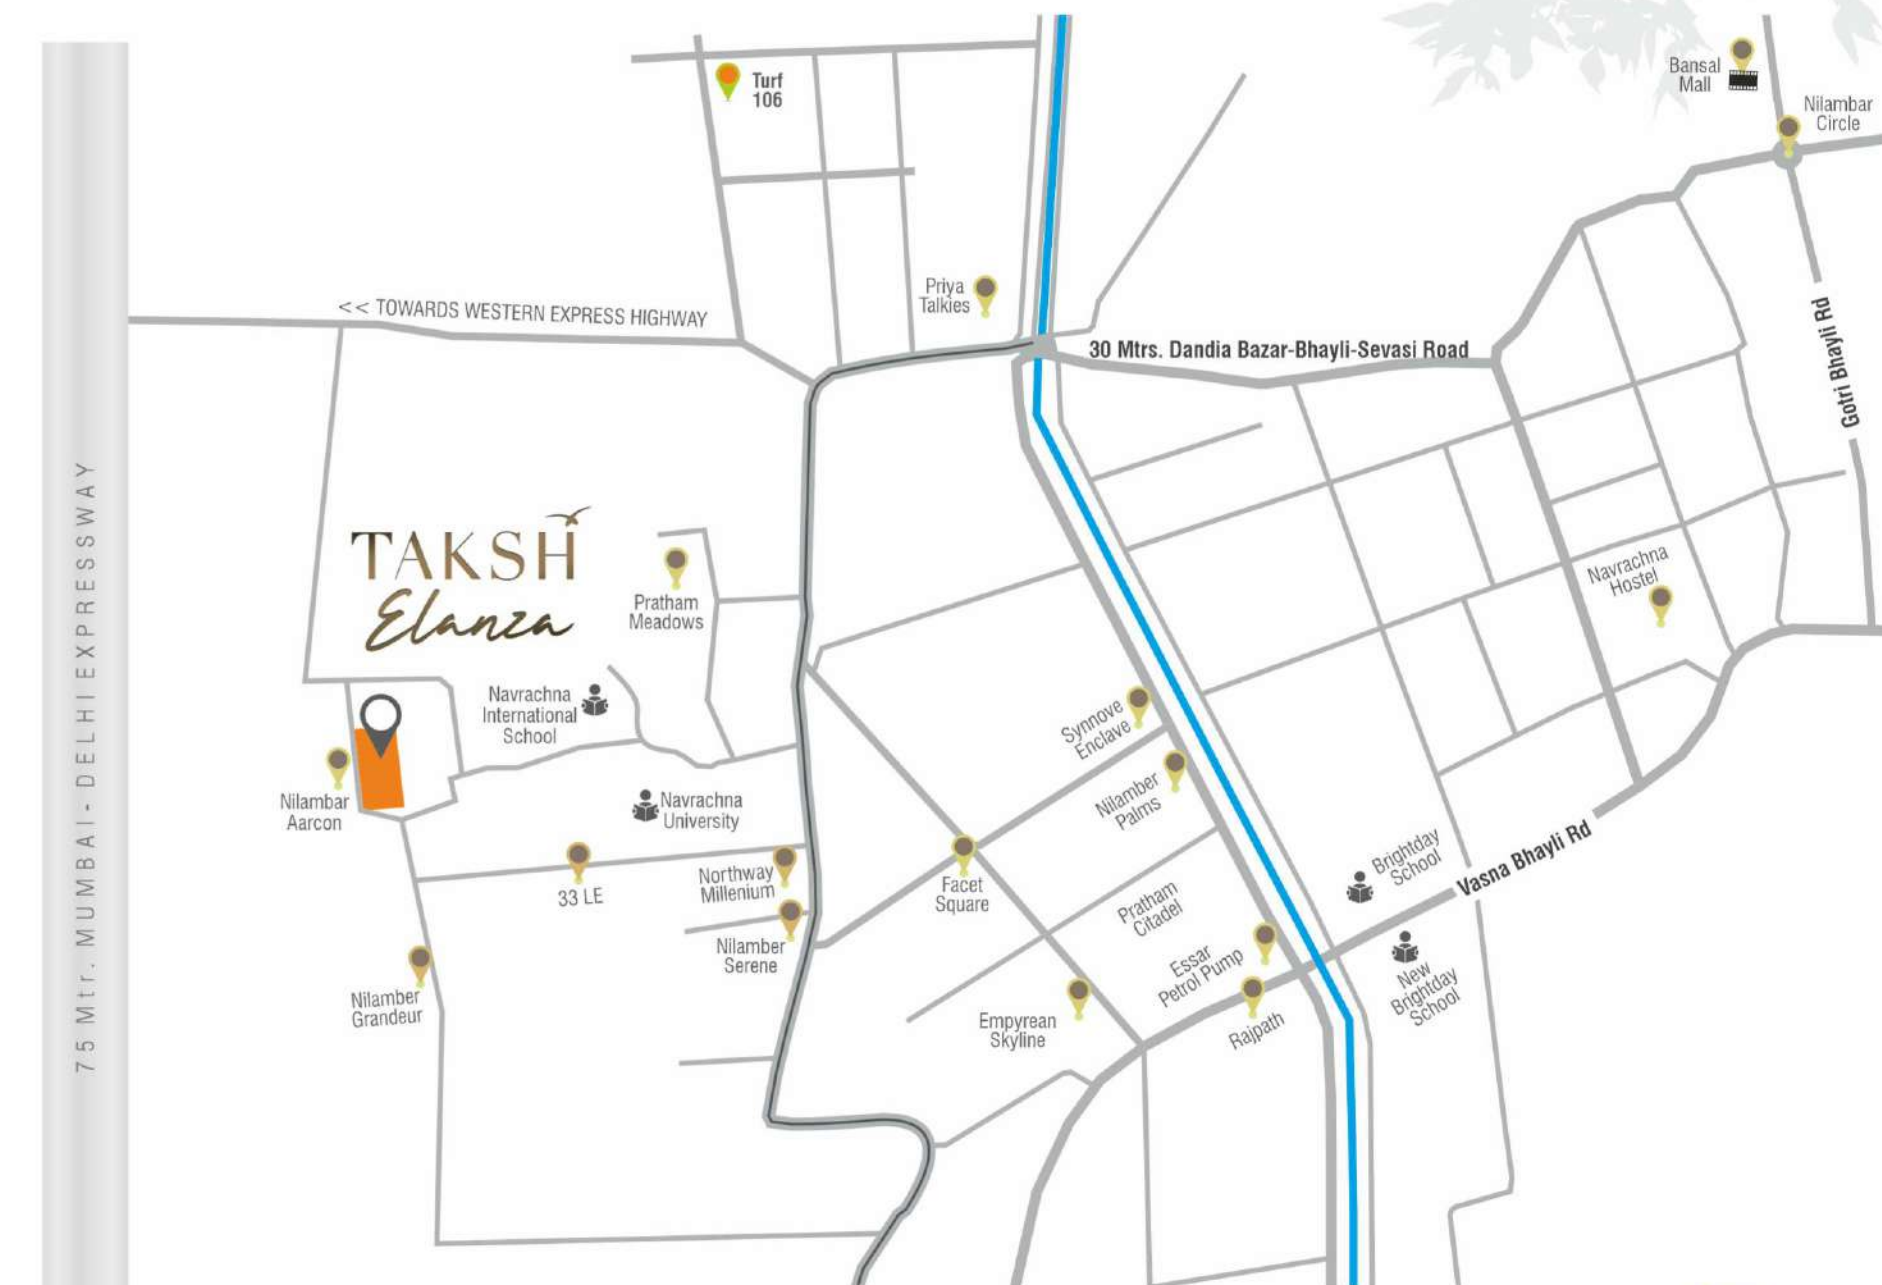 Bansal
Mall
Nilambar
Circle
Turf
106
Priya
Talkies
<< TOWARDS WESTERN EXPRESS HIGHWAY
30 Mtrs. Dandia Bazar-Bhayli-Sevasi Road
Gotri Bhayli Rd
75 Mtr. MUMBAI - DELHI EXPRESSWAY
TAKSH
Elanza
Pratham
Meadows
Navrachna
Hostel
Navrachna
International
School
Synnove
Enclave
Nilambar
Aarcon
Navrachna
University
Nilamber
Palms
33 LE
Northway
Millenium
Facet
Square
Brightday
School
Vasna Bhayli Rd
Pratham
Citadel
Nilamber
Serene
Essar
Petrol Pump
New
Brightday
School
Nilamber
Grandeur
Empyrean
Skyline
Rajpath